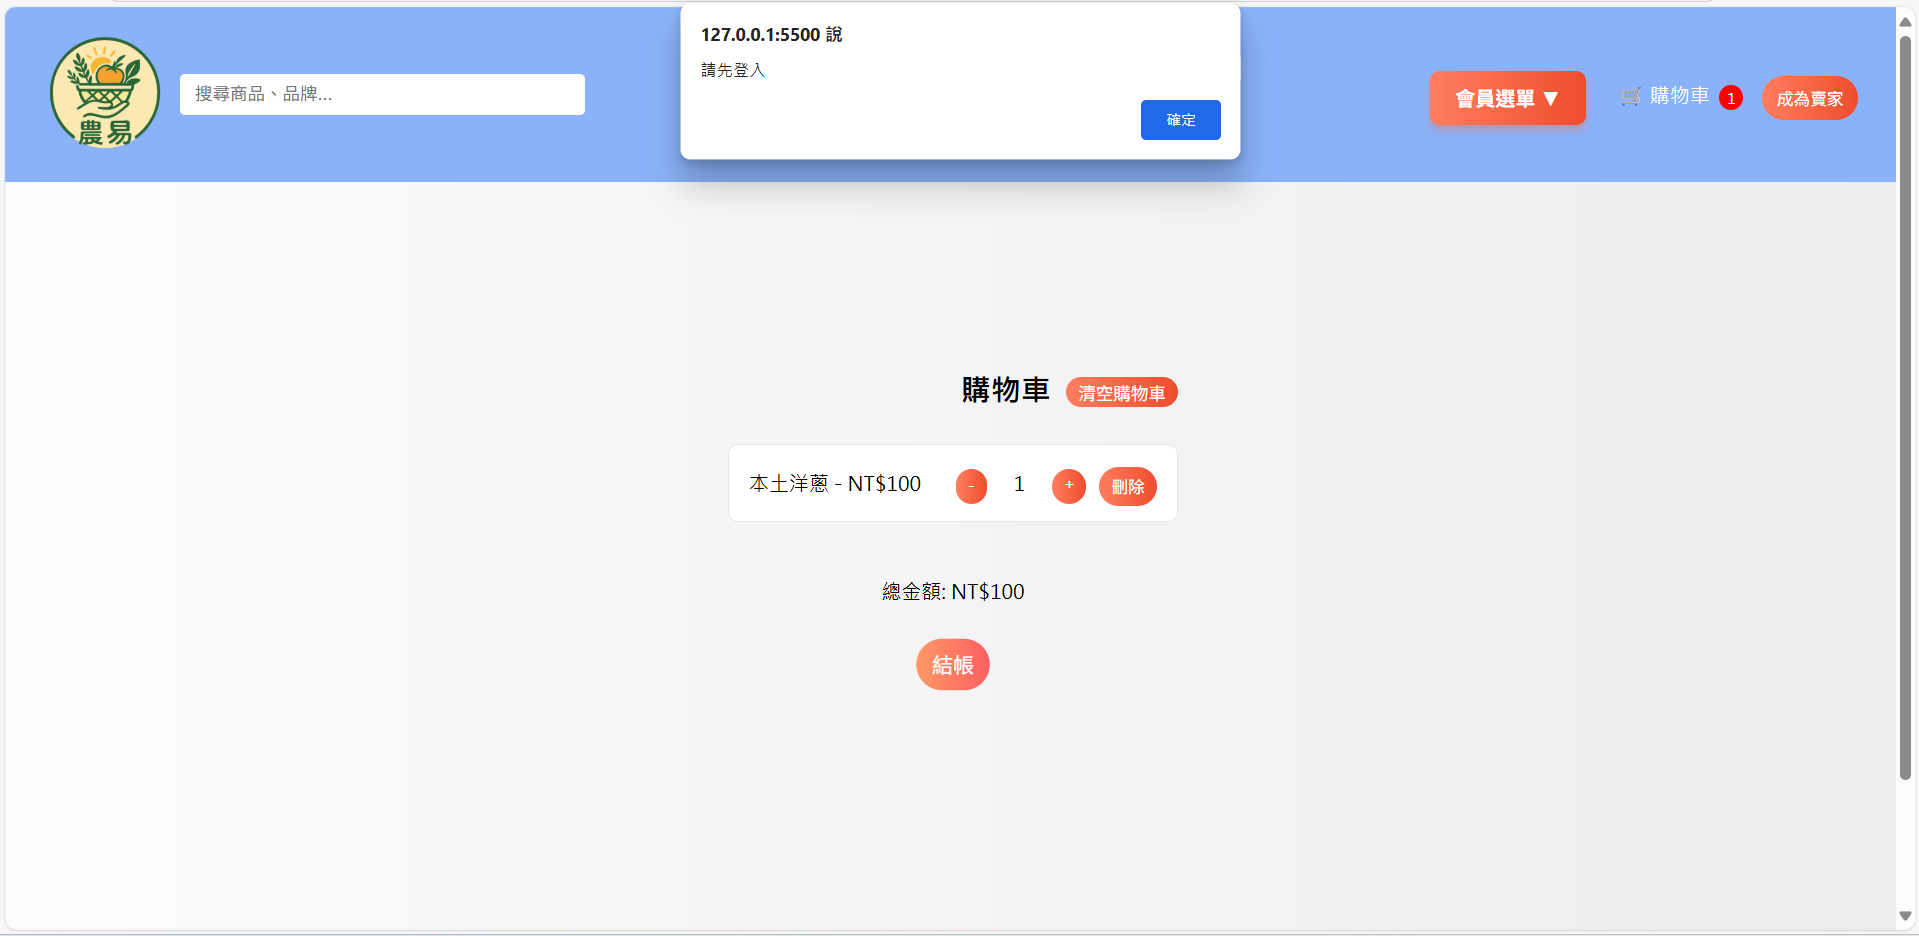 127.0.0.1:5500 說
請先登入
確定
農易
搜尋商品、品牌...
會員選單 ▼
🛒 購物車 1
成為賣家
購物車 清空購物車
本土洋蔥 - NT$100 - 1 + 刪除
總金額: NT$100
結帳